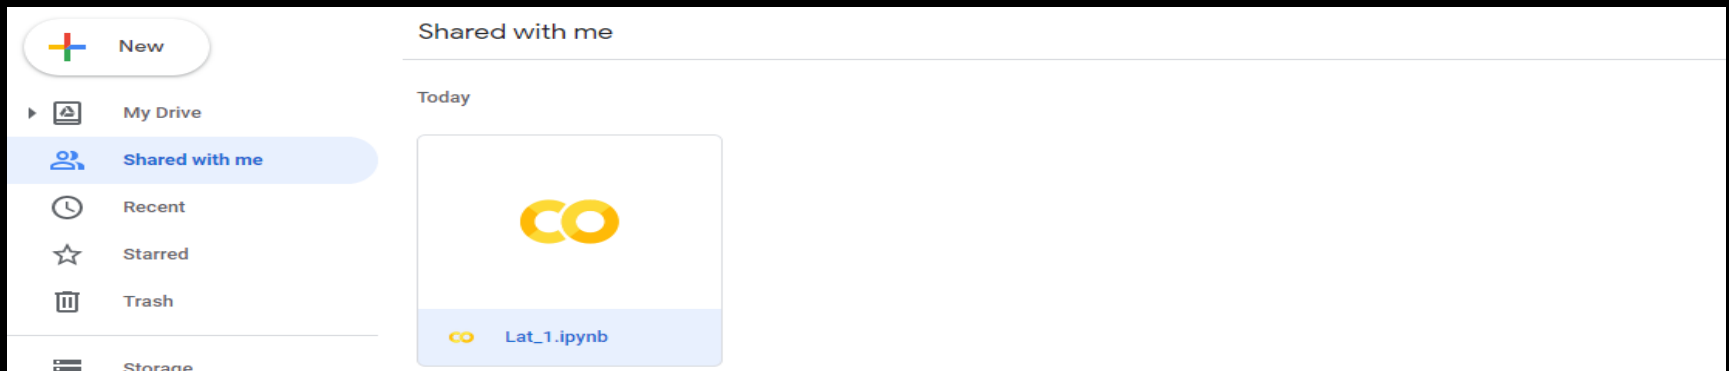 New
My Drive
Shared with me
Recent
Starred
Trash
Storage
Shared with me
Today
Lat_1.ipynb